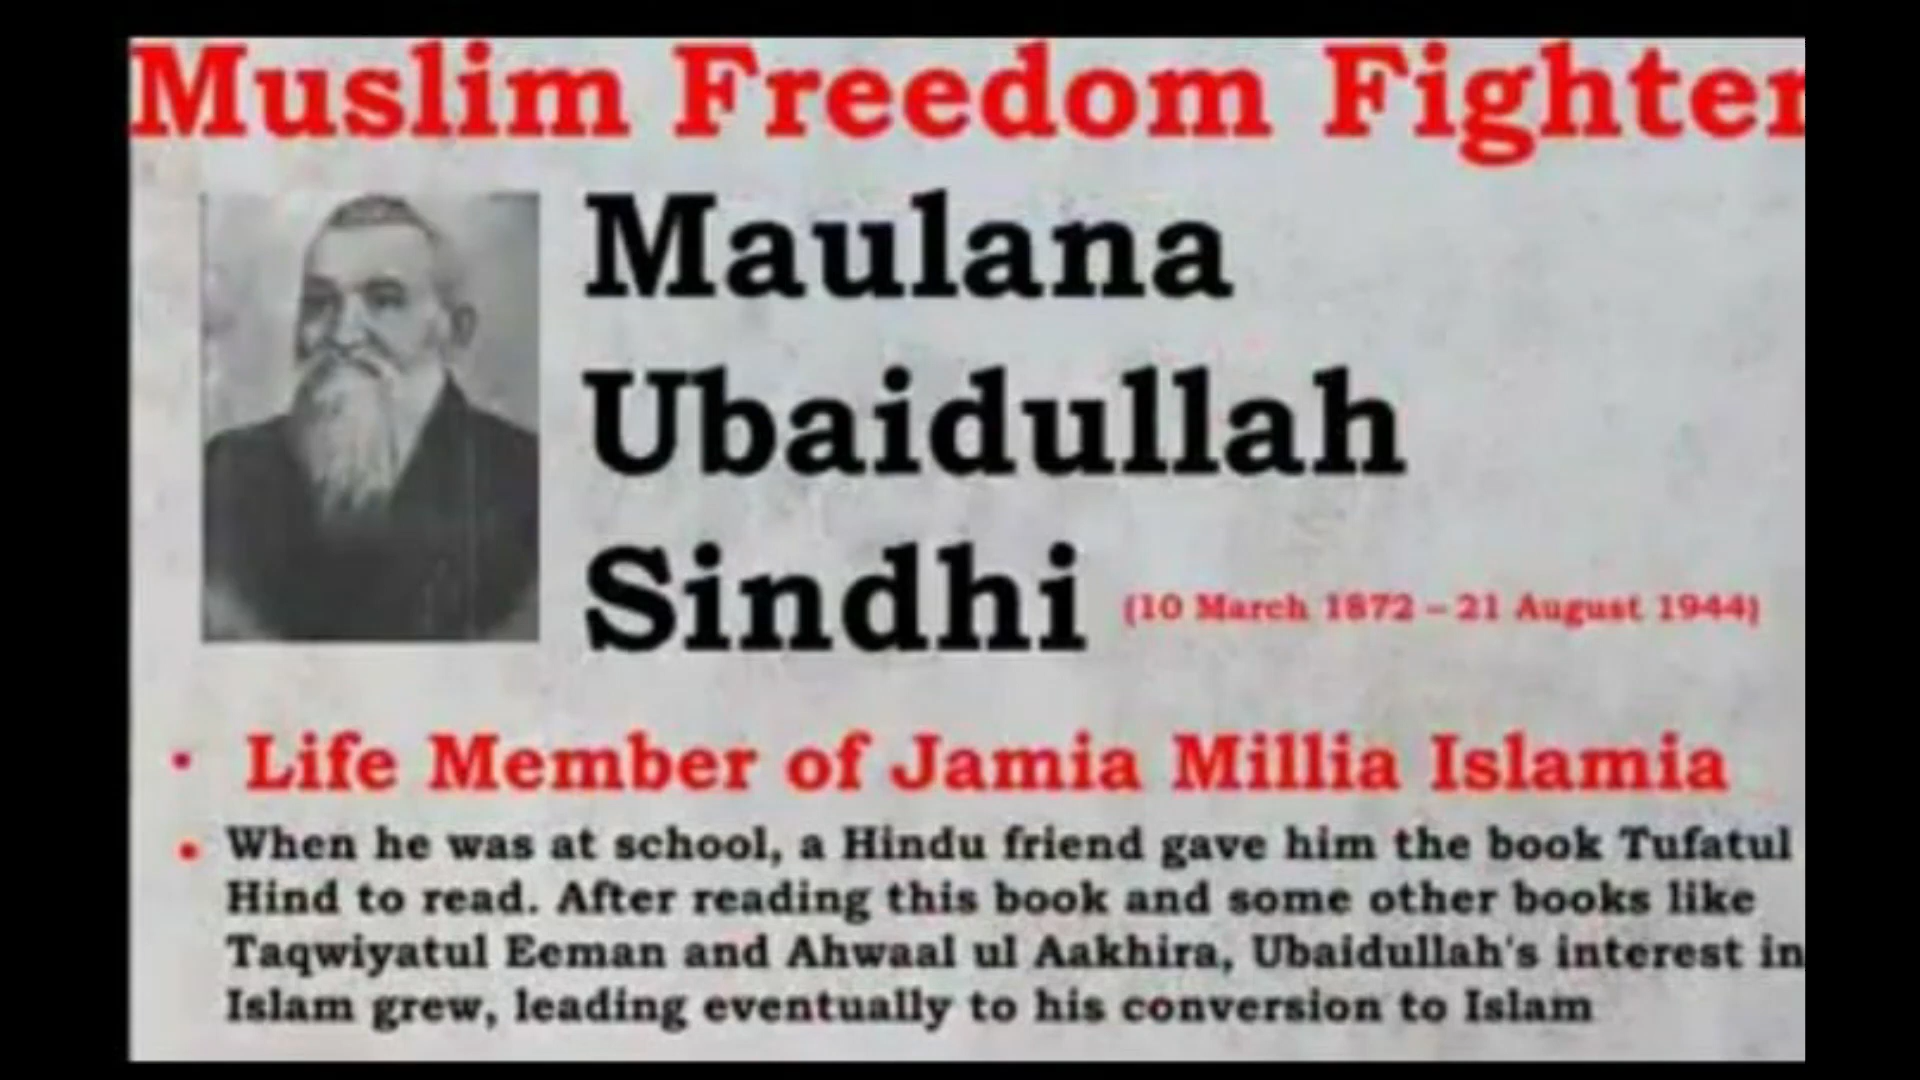 Muslim Freedom Fighter
Maulana
Ubaidullah
Sindhi (10 March 1872 – 21 August 1944)
• Life Member of Jamia Millia Islamia
• When he was at school, a Hindu friend gave him the book Tufatul
Hind to read. After reading this book and some other books like
Taqwiyatul Eeman and Ahwaal ul Aakhira, Ubaidullah's interest in
Islam grew, leading eventually to his conversion to Islam